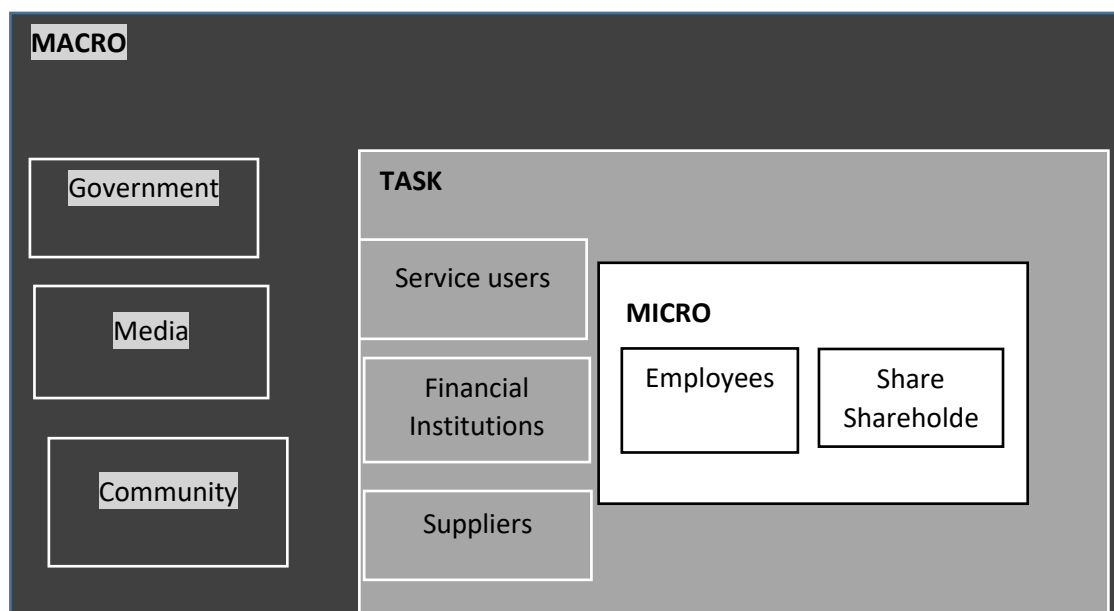 MACRO
Government
Media
Community
TASK
Service users
Financial
Institutions
Suppliers
MICRO
Employees
Share
Shareholde